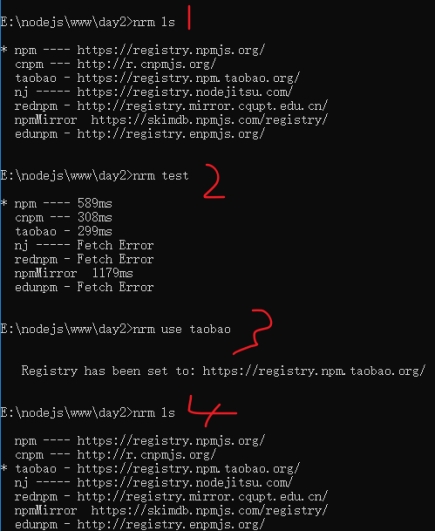 E:\nodejs\www\day2>nrm ls 1
* npm ---- https://registry.npmjs.org/
cnpm --- http://r.cnpmjs.org/
taobao - https://registry.npm.taobao.org/
nj ----- https://registry.nodejitsu.com/
rednpm - http://registry.mirror.cqupt.edu.cn/
npmMirror https://skimdb.npmjs.com/registry/
edunpm - http://registry.enpmjs.org/
E:\nodejs\www\day2>nrm test 2
* npm ---- 589ms
cnpm --- 308ms
taobao - 299ms
nj ----- Fetch Error
rednpm - Fetch Error
npmMirror 1179ms
edunpm - Fetch Error
E:\nodejs\www\day2>nrm use taobao 3
Registry has been set to: https://registry.npm.taobao.org/
E:\nodejs\www\day2>nrm ls 4
npm ---- https://registry.npmjs.org/
cnpm --- http://r.cnpmjs.org/
* taobao - https://registry.npm.taobao.org/
nj ----- https://registry.nodejitsu.com/
rednpm - http://registry.mirror.cqupt.edu.cn/
npmMirror https://skimdb.npmjs.com/registry/
edunpm - http://registry.enpmjs.org/